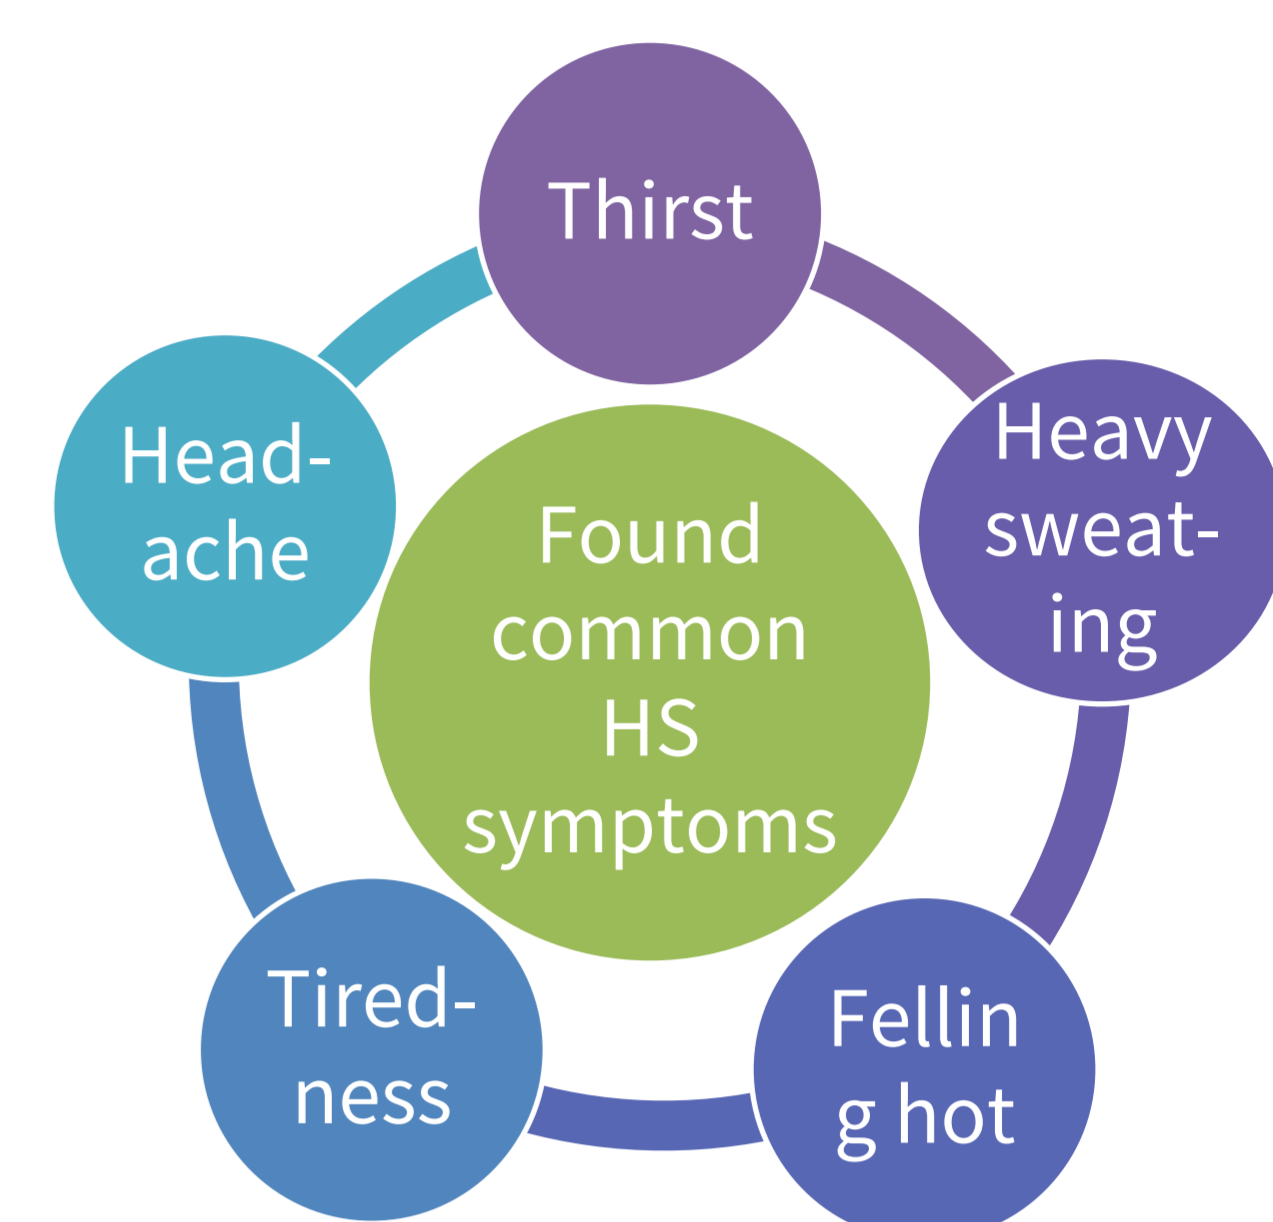 Thirst
Heavy
sweat-
ing
Fellin
g hot
Tired-
ness
Head-
ache
Found
common
HS
symptoms